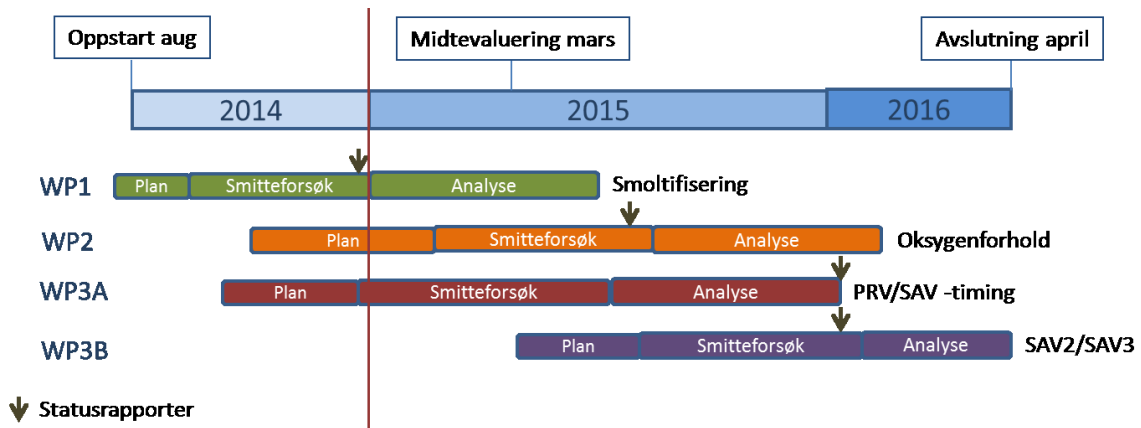 Oppstart aug
Midtevaluering mars
Avslutning april
2014
2015
2016
WP1
Plan
Smitteforsøk
Analyse
Smoltifisering
WP2
Plan
Smitteforsøk
Analyse
Oksygenforhold
WP3A
Plan
Smitteforsøk
Analyse
PRV/SAV -timing
WP3B
Plan
Smitteforsøk
Analyse
SAV2/SAV3
Statusrapporter